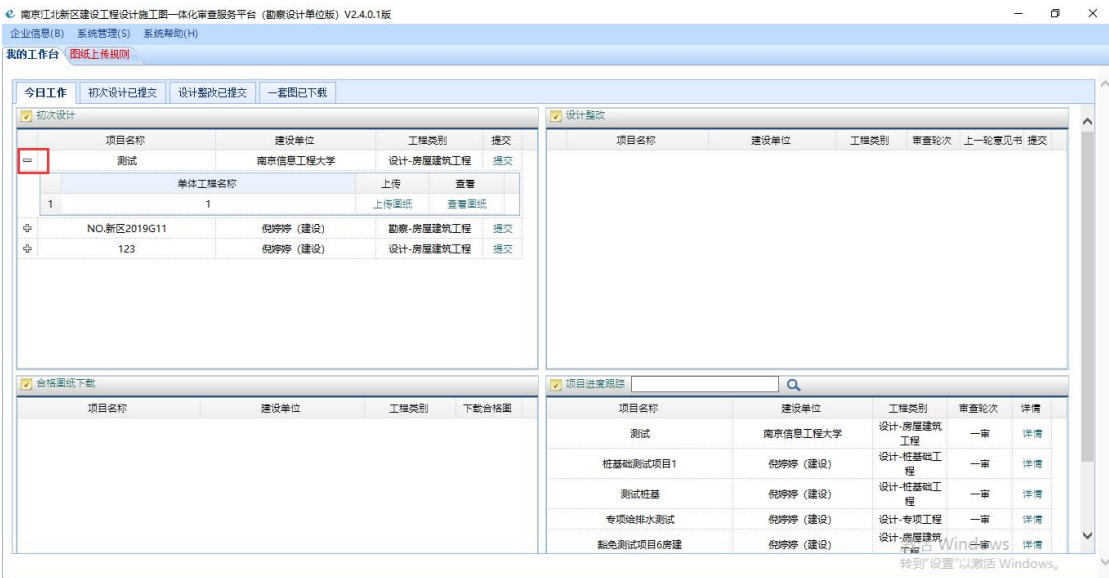 南京江北新区建设工程设计施工图一体化审查服务平台（勘察设计单位版）V2.4.0.1版
企业信息(B) 系统管理(S) 系统帮助(H)
我的工作台 图纸上传规则
今日工作 初次设计已提交 设计整改已提交 一套图已下载
初次设计
项目名称 建设单位 工程类别 提交
测试 南京信息工程大学 设计-房屋建筑工程 提交
单体工程名称 上传 查看
1 1 上传图纸 查看图纸
NO.新区2019G11 倪婷婷（建设） 勘察-房屋建筑工程 提交
123 倪婷婷（建设） 设计-房屋建筑工程 提交
设计整改
项目名称 建设单位 工程类别 审查轮次 上一轮意见书 提交
合格图纸下载
项目名称 建设单位 工程类别 下载合格图
项目进度跟踪
项目名称 建设单位 工程类别 审查轮次 详情
测试 南京信息工程大学 设计-房屋建筑工程 一审 详情
桩基础测试项目1 倪婷婷（建设） 设计-桩基础工程 一审 详情
测试桩基 倪婷婷（建设） 设计-桩基础工程 一审 详情
专项给排水测试 倪婷婷（建设） 设计-专项工程 一审 详情
豁免测试项目6房建 倪婷婷（建设） 设计-房屋建筑工程 一审 详情
激活 Windows
转到"设置"以激活 Windows。